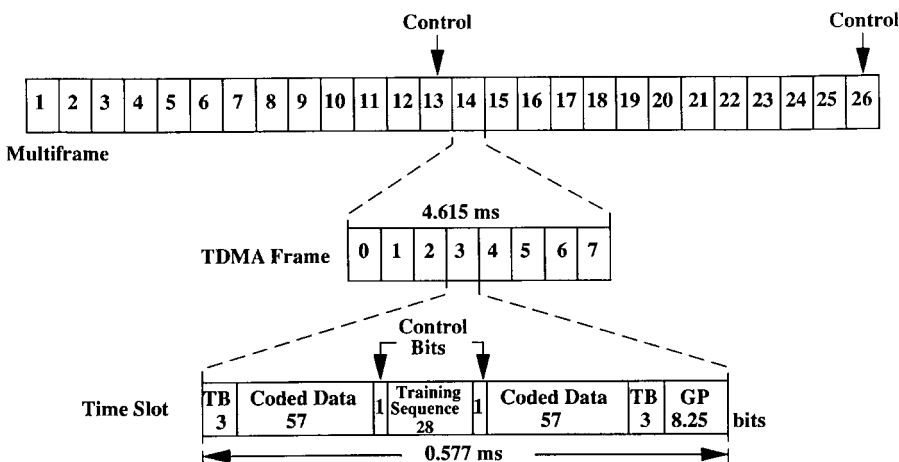 Control Control
1 2 3 4 5 6 7 8 9 10 11 12 13 14 15 16 17 18 19 20 21 22 23 24 25 26
Multiframe
4.615 ms
TDMA Frame 0 1 2 3 4 5 6 7
Control
Bits
Time Slot TB 3 Coded Data 57 1 Training Sequence 28 1 Coded Data 57 TB 3 GP 8.25 bits
0.577 ms